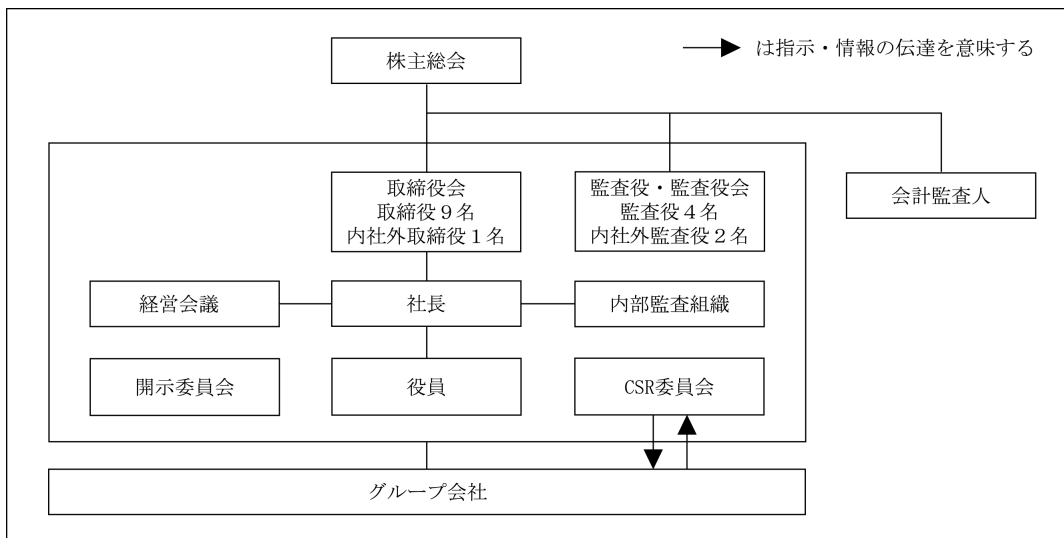 株主総会
は指示・情報の伝達を意味する
取締役会
取締役９名
内社外取締役１名
監査役・監査役会
監査役４名
内社外監査役２名
会計監査人
経営会議
社長
内部監査組織
開示委員会
役員
CSR委員会
グループ会社